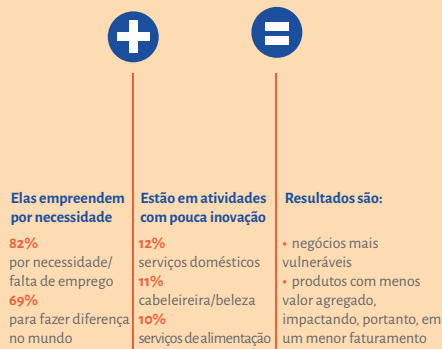 Elas empreendem
por necessidade
82%
por necessidade/
falta de emprego
69%
para fazer diferença
no mundo
Estão em atividades
com pouca inovação
12%
serviços domésticos
11%
cabeleireira/beleza
10%
serviços de alimentação
Resultados são:
• negócios mais
vulneráveis
• produtos com menos
valor agregado,
impactando, portanto, em
um menor faturamento